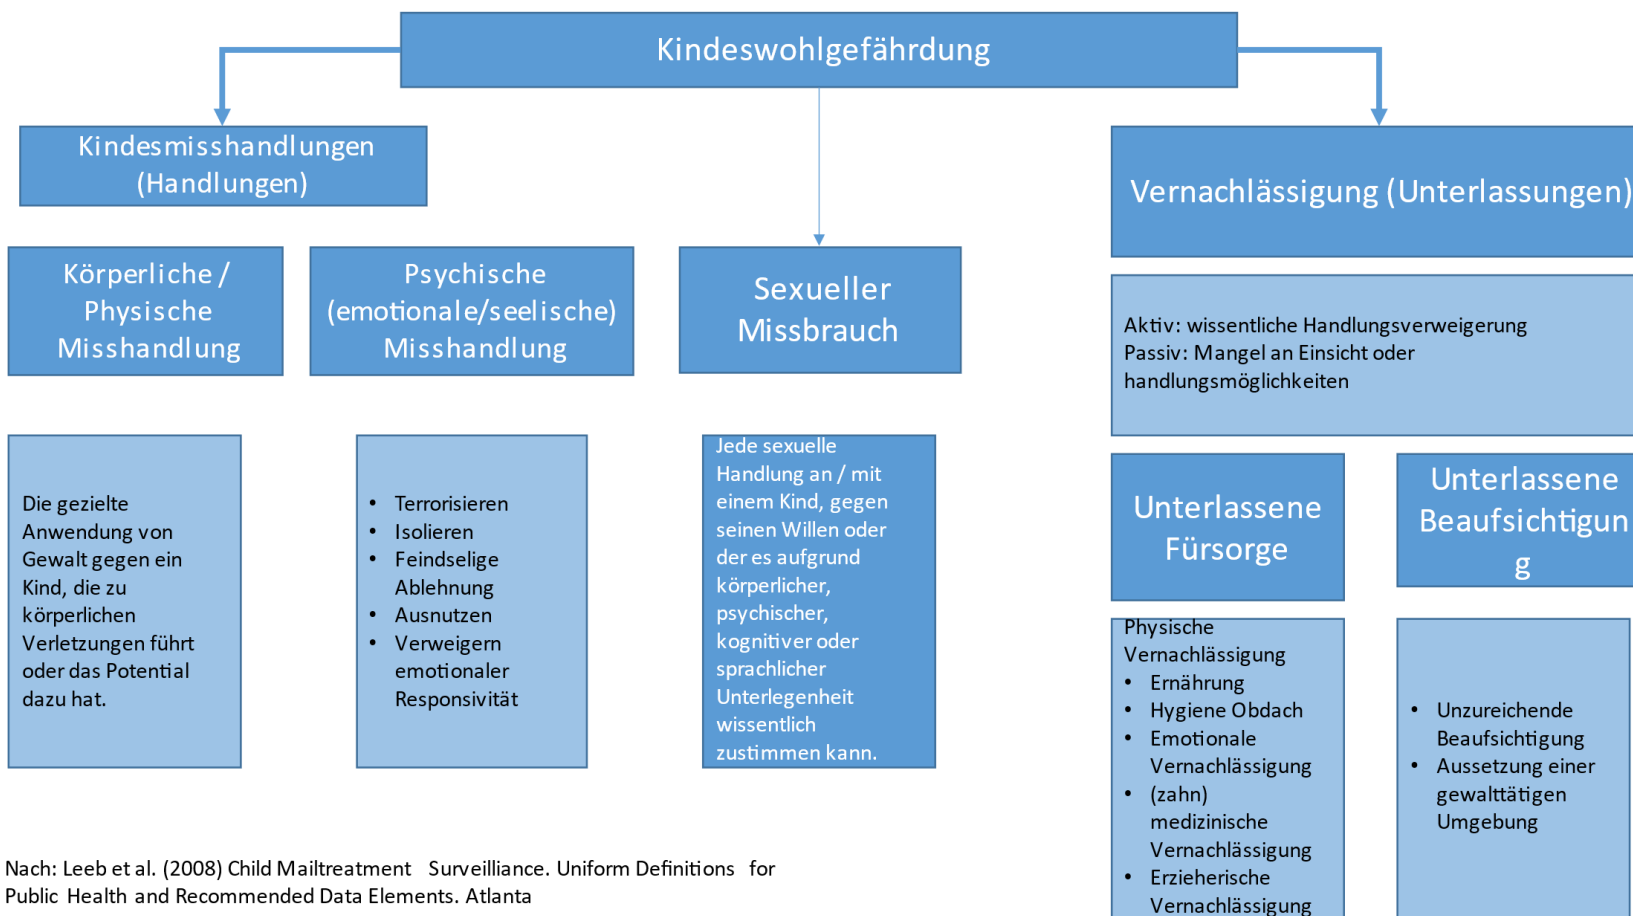 Kindeswohlgefährdung
Kindesmisshandlungen
(Handlungen)
Vernachlässigung (Unterlassungen)
Körperliche /
Physische
Misshandlung
Psychische
(emotionale/seelische)
Misshandlung
Sexueller
Missbrauch
Aktiv: wissentliche Handlungsverweigerung
Passiv: Mangel an Einsicht oder
handlungsmöglichkeiten
Die gezielte
Anwendung von
Gewalt gegen ein
Kind, die zu
körperlichen
Verletzungen führt
oder das Potential
dazu hat.
• Terrorisieren
• Isolieren
• Feindselige
Ablehnung
• Ausnutzen
• Verweigern
emotionaler
Responsivität
Jede sexuelle
Handlung an / mit
einem Kind, gegen
seinen Willen oder
der es aufgrund
körperlicher,
psychischer,
kognitiver oder
sprachlicher
Unterlegenheit
wissentlich
zustimmen kann.
Unterlassene
Fürsorge
Unterlassene
Beaufsichtigun
g
Physische
Vernachlässigung
• Ernährung
• Hygiene Obdach
• Emotionale
Vernachlässigung
• (zahn)
medizinische
Vernachlässigung
• Erzieherische
Vernachlässigung
• Unzureichende
Beaufsichtigung
• Aussetzung einer
gewalttätigen
Umgebung
Nach: Leeb et al. (2008) Child Mailtreatment Surveilliance. Uniform Definitions for
Public Health and Recommended Data Elements. Atlanta